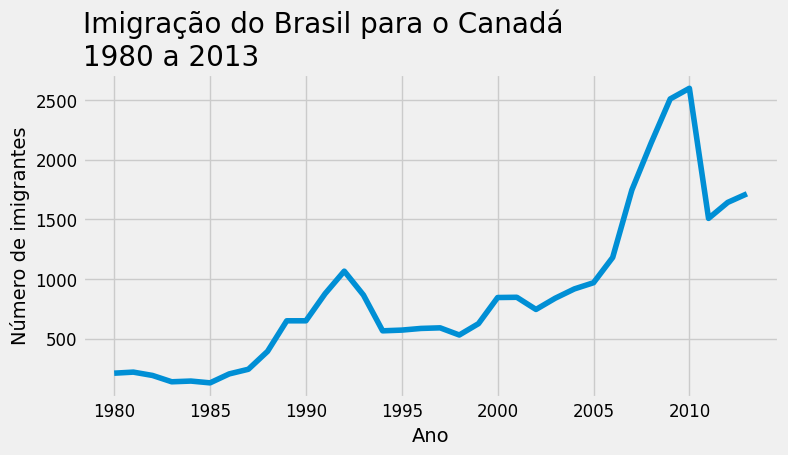 Imigração do Brasil para o Canadá
1980 a 2013
2500
2000
1500
1000
500
Número de imigrantes
1980 1985 1990 1995 2000 2005 2010
Ano